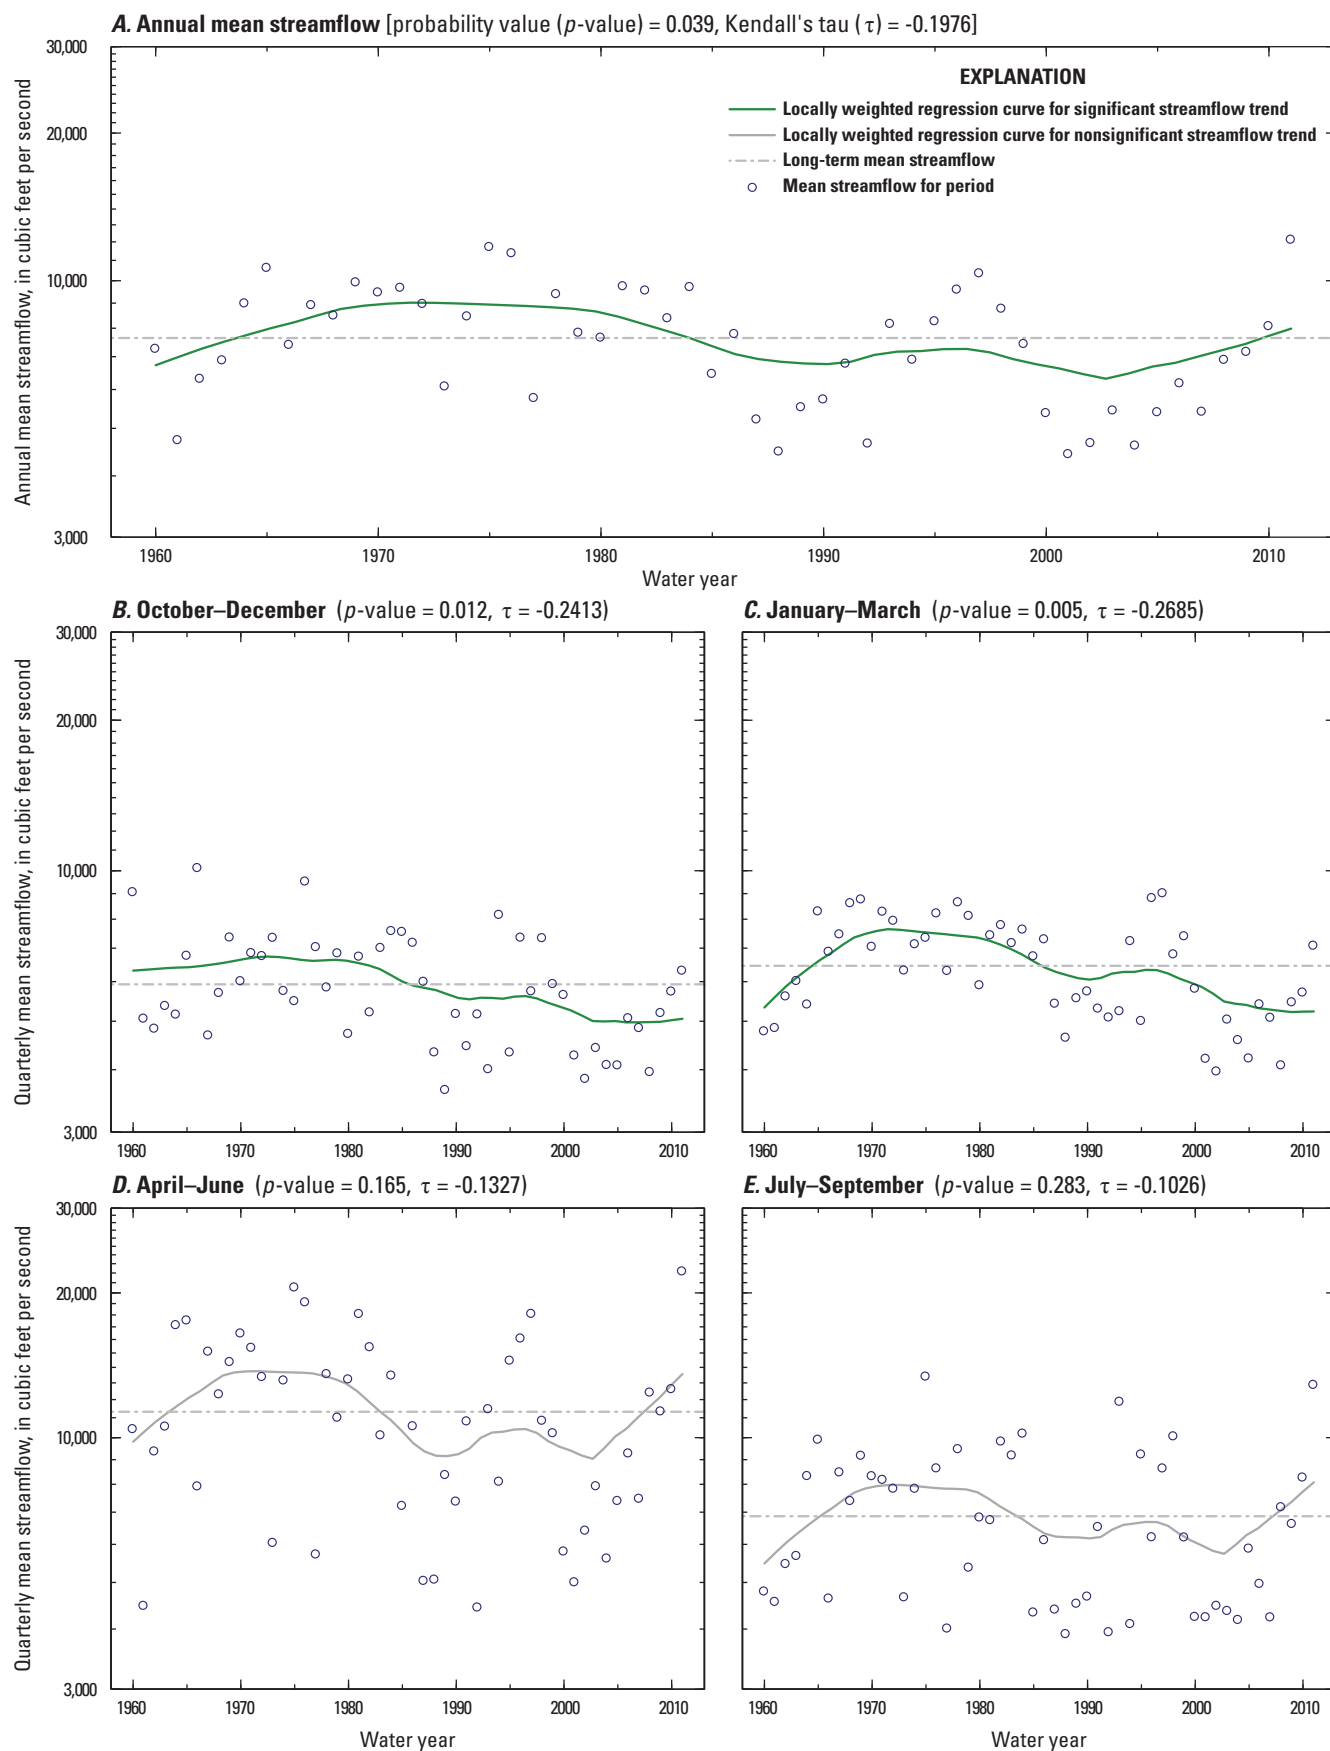 A. Annual mean streamflow [probability value (p-value) = 0.039, Kendall's tau (τ) = -0.1976]
30,000
20,000
10,000
3,000
Annual mean streamflow, in cubic feet per second
EXPLANATION
Locally weighted regression curve for significant streamflow trend
Locally weighted regression curve for nonsignificant streamflow trend
Long-term mean streamflow
Mean streamflow for period
1960 1970 1980 1990 2000 2010
Water year
B. October–December (p-value = 0.012, τ = -0.2413)
30,000
20,000
10,000
3,000
Quarterly mean streamflow, in cubic feet per second
1960 1970 1980 1990 2000 2010
C. January–March (p-value = 0.005, τ = -0.2685)
1960 1970 1980 1990 2000 2010
D. April–June (p-value = 0.165, τ = -0.1327)
30,000
20,000
10,000
3,000
Quarterly mean streamflow, in cubic feet per second
1960 1970 1980 1990 2000 2010
Water year
E. July–September (p-value = 0.283, τ = -0.1026)
1960 1970 1980 1990 2000 2010
Water year